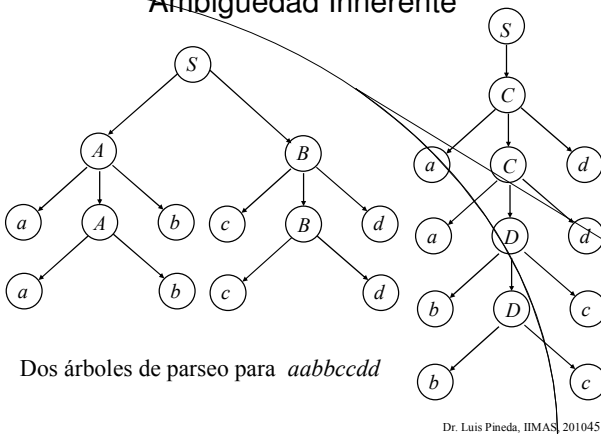 Ambigüedad Inherente
S
S
C
A
B
a
C
d
a
A
b
c
B
d
a
D
d
a
b
c
d
b
D
c
Dos árboles de parseo para aabbccdd
b
c
Dr. Luis Pineda, IIMAS, 201045